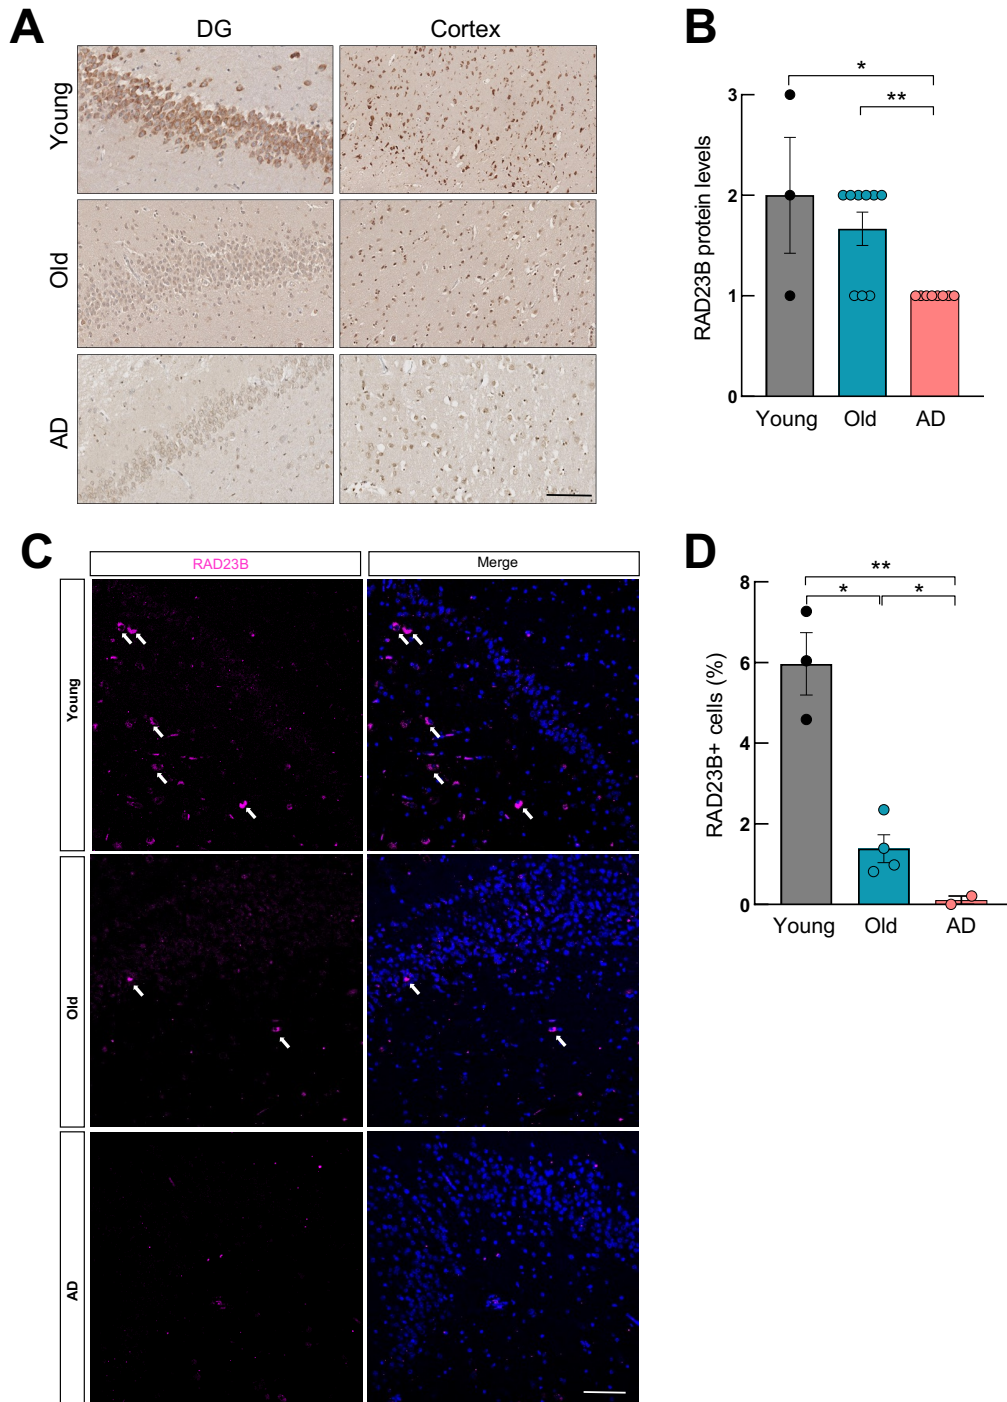 A
DG
Cortex
Young
Old
AD
B
*
**
RAD23B protein levels
3
2
1
0
Young
Old
AD
C
RAD23B
Merge
Young
Old
AD
D
**
*
*
RAD23B+ cells (%)
8
6
4
2
0
Young
Old
AD